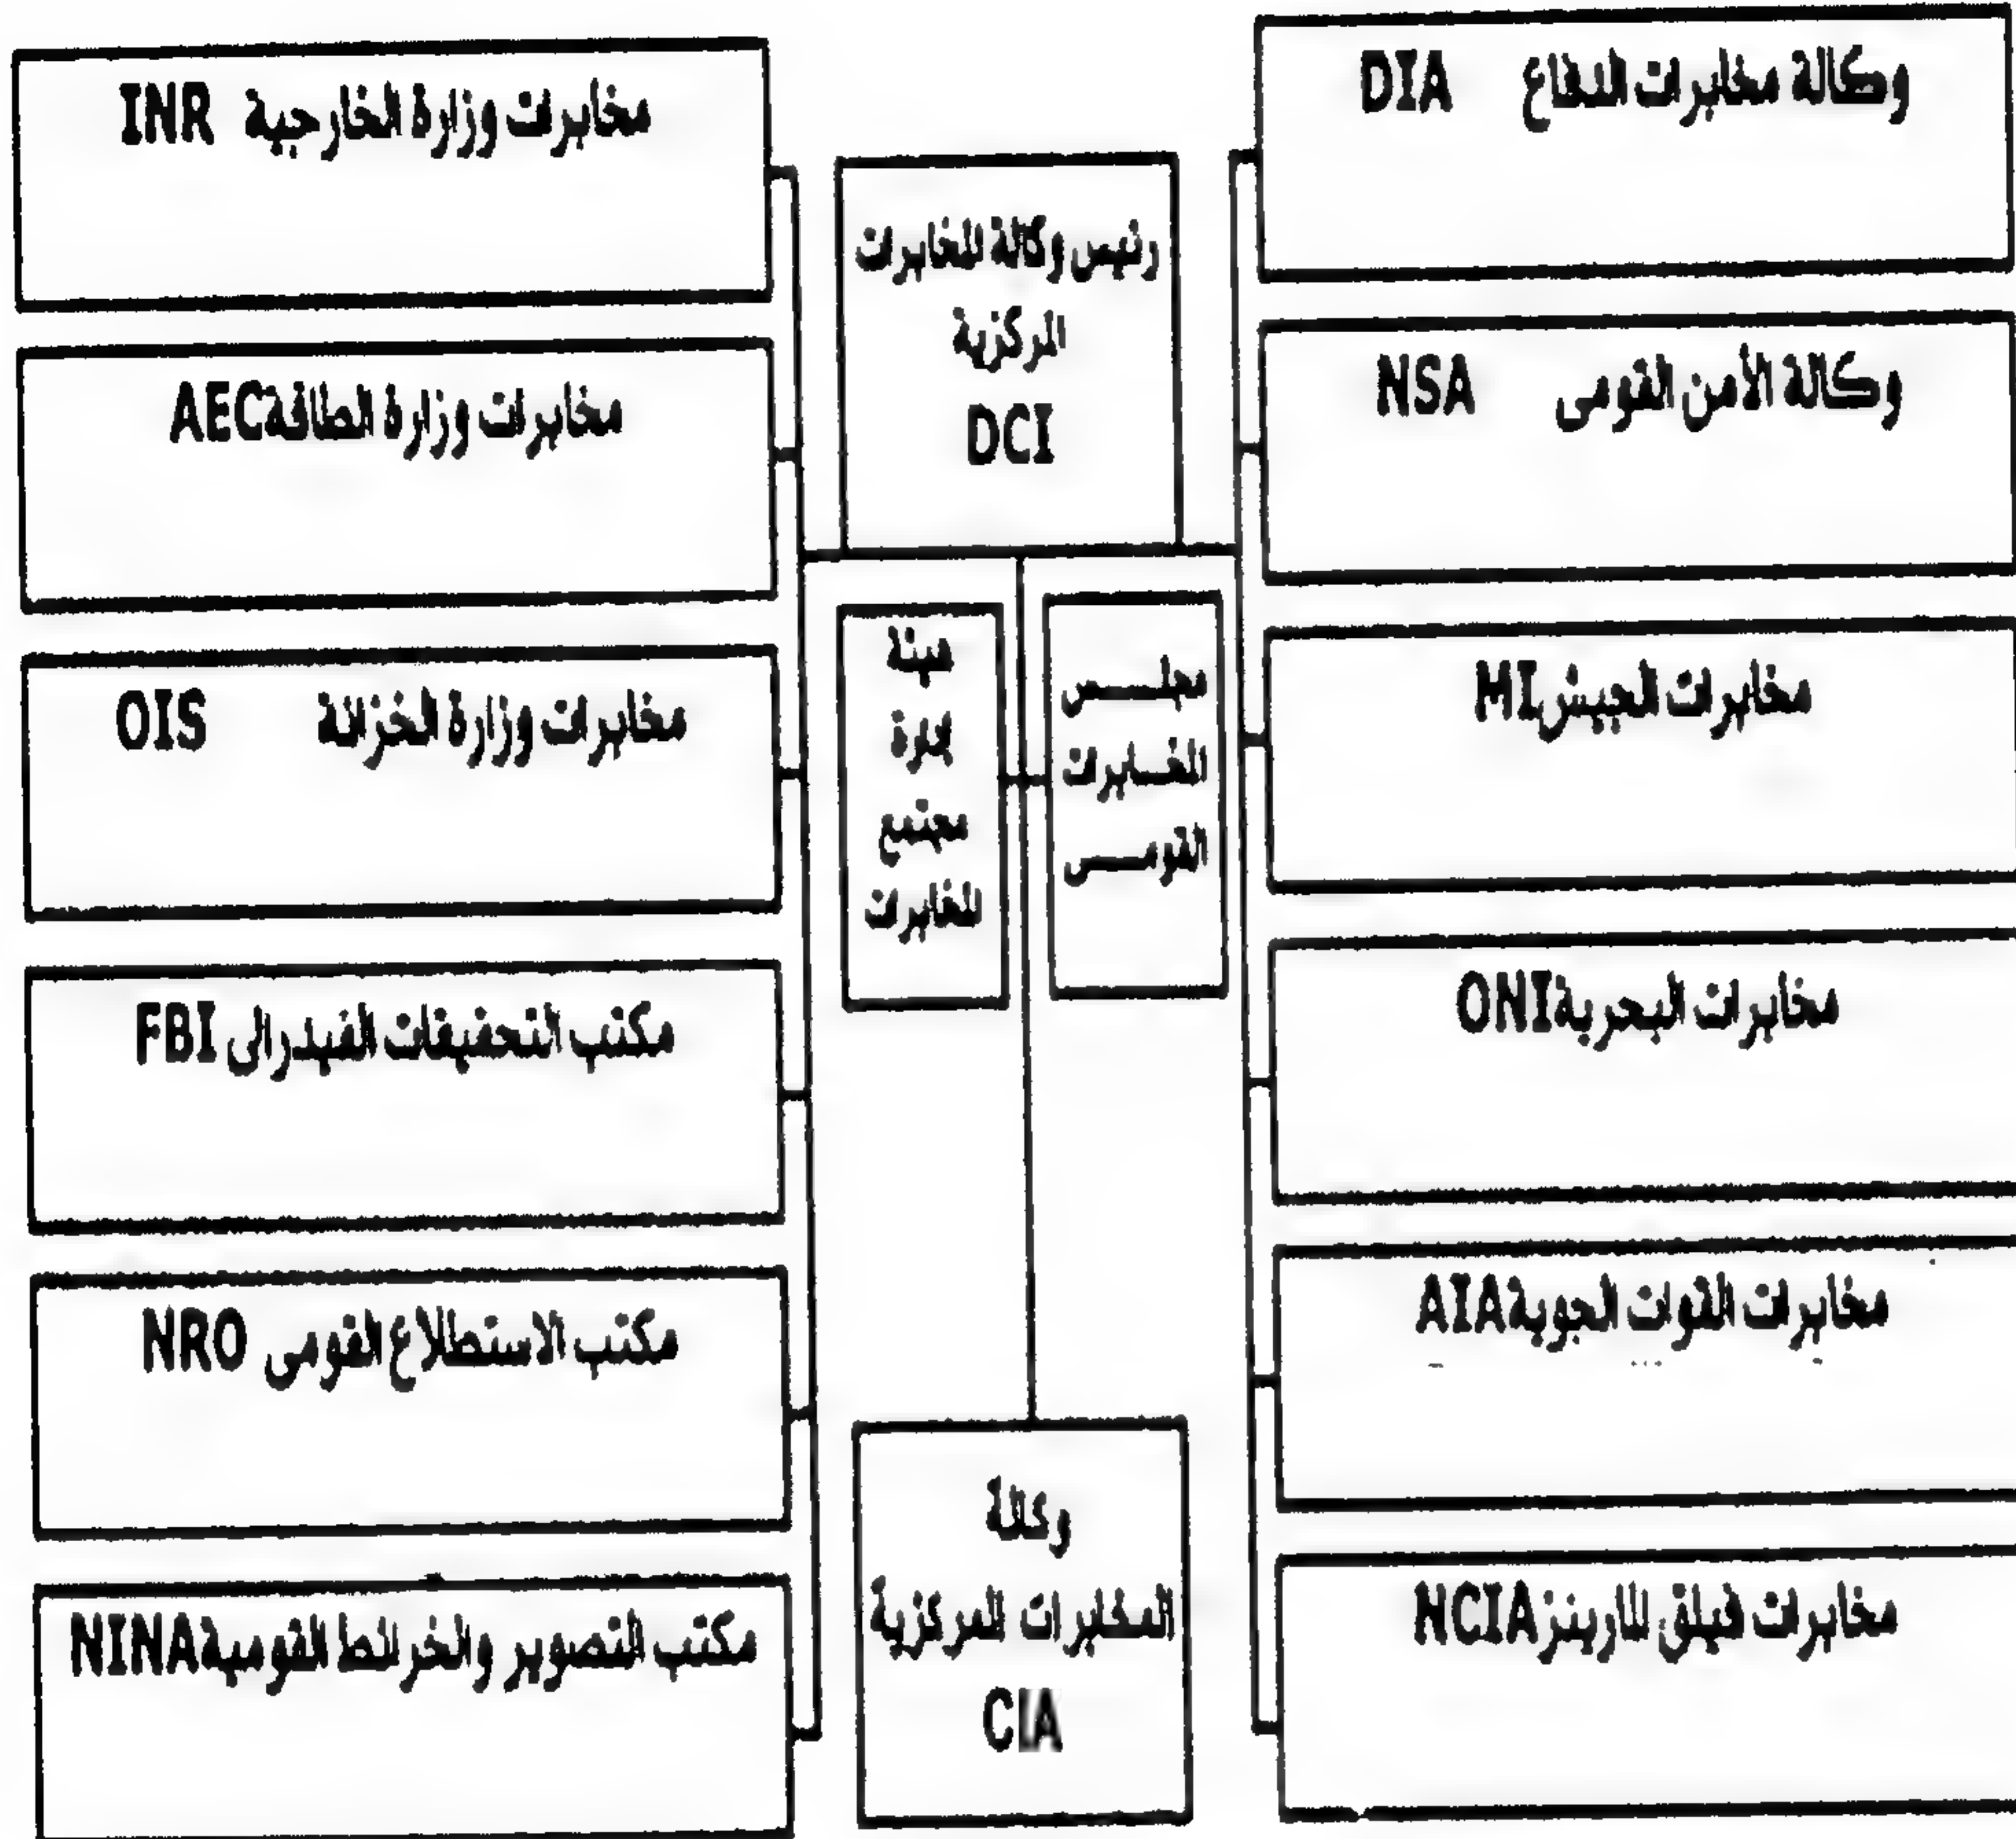 وكالة مخابرات الدفاع DIA
وكالة الأمن القومى NSA
مخابرات الجيش MI
مخابرات البحرية ONI
مخابرات القوات الجوية AIA
مخابرات فيلق المارينز NCIA
رئيس وكالة المخابرات
المركزية
DCI
مجلس
المخابرات
القومى
هيئة
إدارة
مجتمع
المخابرات
وكالة
المخابرات المركزية
CIA
مخابرات وزارة الخارجية INR
مخابرات وزارة الطاقة AEC
مخابرات وزارة الخزانة OIS
مكتب التحقيقات الفيدرالى FBI
مكتب الاستطلاع القومى NRO
مكتب التصوير والخرائط القومية NINA